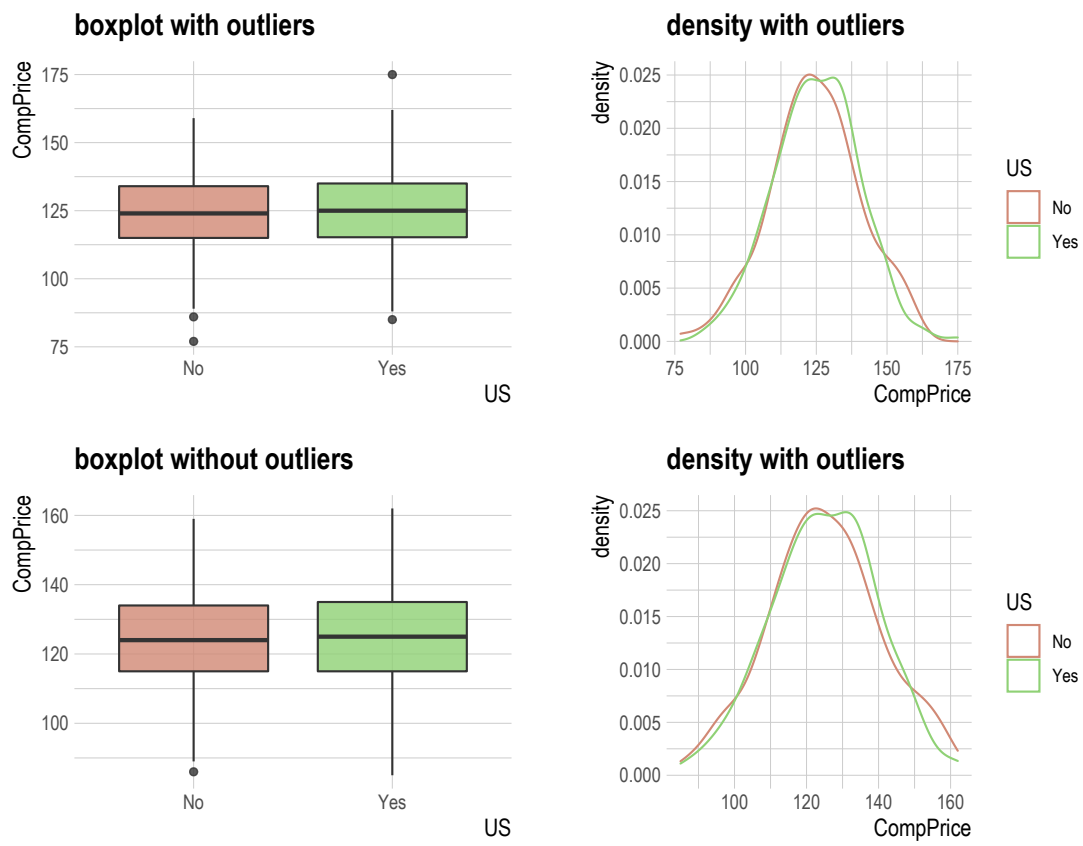 boxplot with outliers
CompPrice
175
150
125
100
75
No
Yes
US
density with outliers
density
0.025
0.020
0.015
0.010
0.005
0.000
75
100
125
150
175
CompPrice
US
No
Yes
boxplot without outliers
CompPrice
160
140
120
100
No
Yes
US
density with outliers
density
0.025
0.020
0.015
0.010
0.005
0.000
100
120
140
160
CompPrice
US
No
Yes